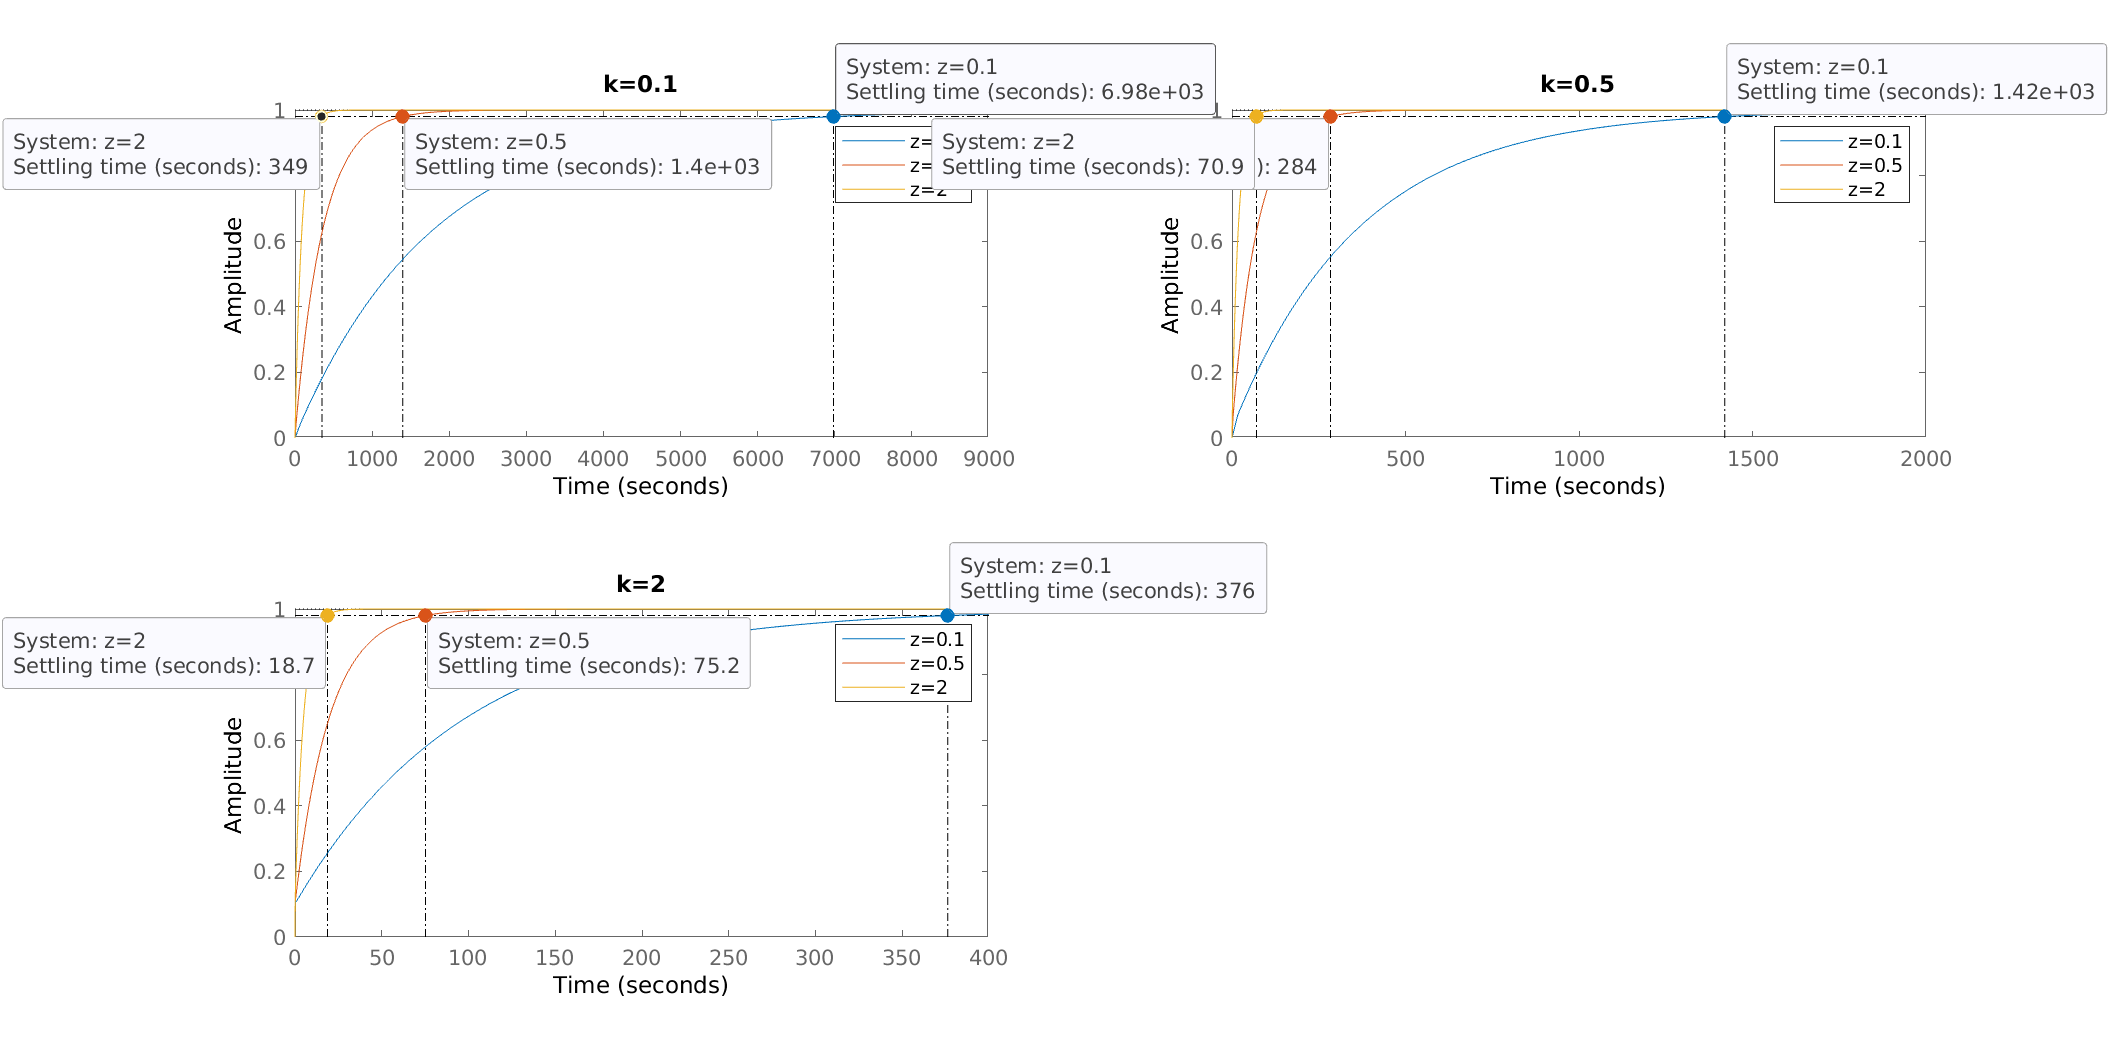 k=0.1
System: z=0.1
Settling time (seconds): 6.98e+03
System: z=2
Settling time (seconds): 349
System: z=0.5
Settling time (seconds): 1.4e+03
z=
z=
z=2
Amplitude
1
0.6
0.4
0.2
0
0 1000 2000 3000 4000 5000 6000 7000 8000 9000
Time (seconds)
k=0.5
System: z=0.1
Settling time (seconds): 1.42e+03
System: z=2
Settling time (seconds): 70.9
): 284
z=0.1
z=0.5
z=2
Amplitude
0.6
0.4
0.2
0
0 500 1000 1500 2000
Time (seconds)
k=2
System: z=0.1
Settling time (seconds): 376
System: z=2
Settling time (seconds): 18.7
System: z=0.5
Settling time (seconds): 75.2
z=0.1
z=0.5
z=2
Amplitude
1
0.6
0.4
0.2
0
0 50 100 150 200 250 300 350 400
Time (seconds)